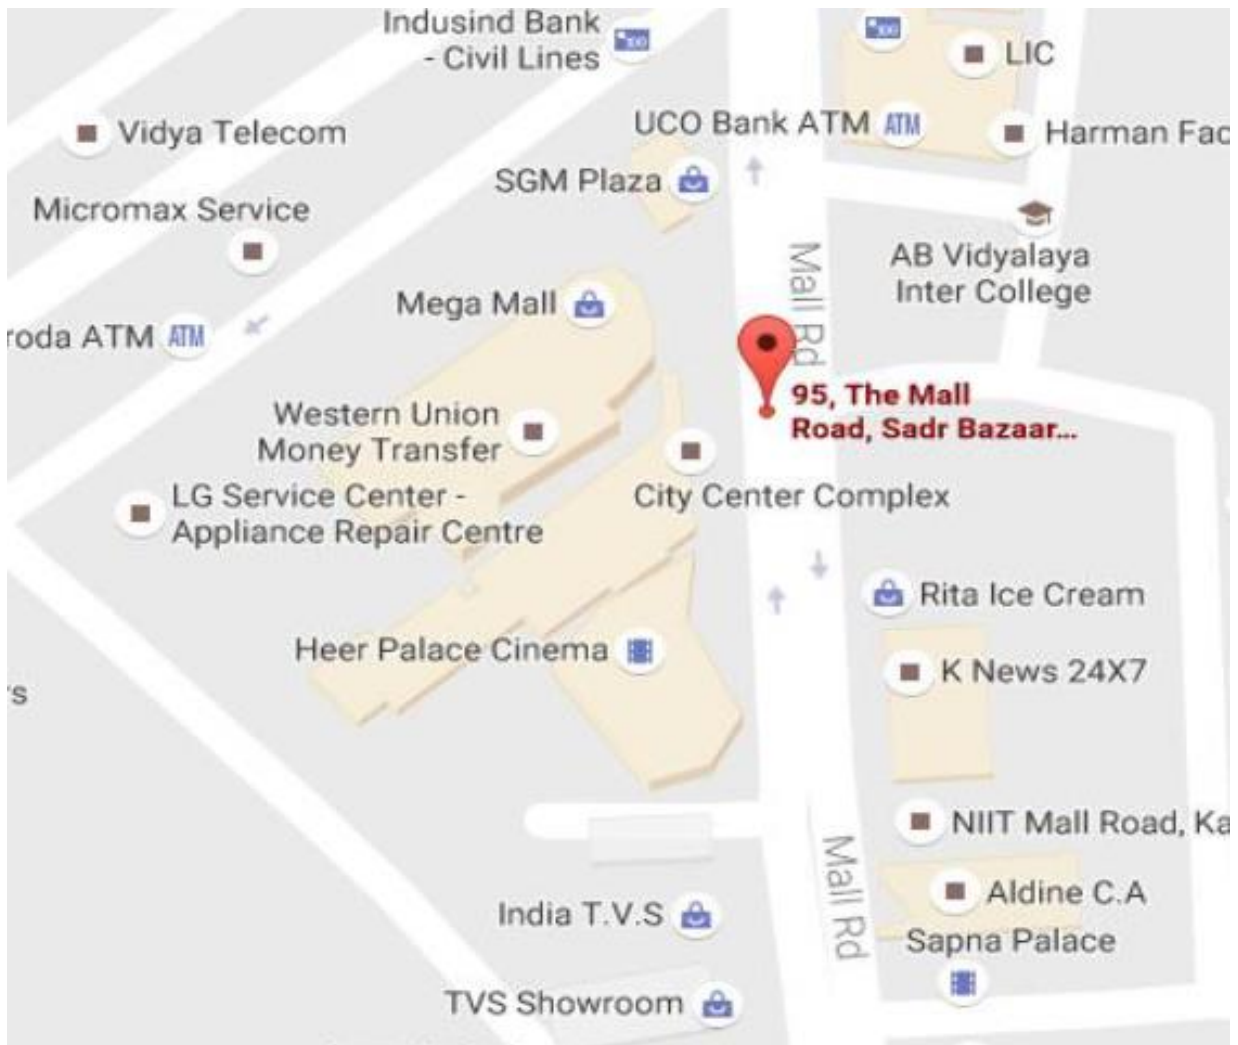 Indusind Bank
- Civil Lines
LIC
UCO Bank ATM
ATM
Harman Fac
Vidya Telecom
SGM Plaza
Micromax Service
AB Vidyalaya
Inter College
Mall Rd
Mega Mall
roda ATM
ATM
95, The Mall
Road, Sadr Bazaar...
Western Union
Money Transfer
City Center Complex
LG Service Center -
Appliance Repair Centre
Rita Ice Cream
Heer Palace Cinema
K News 24X7
rs
NIIT Mall Road, Ka
Mall Rd
Aldine C.A
India T.V.S
Sapna Palace
TVS Showroom